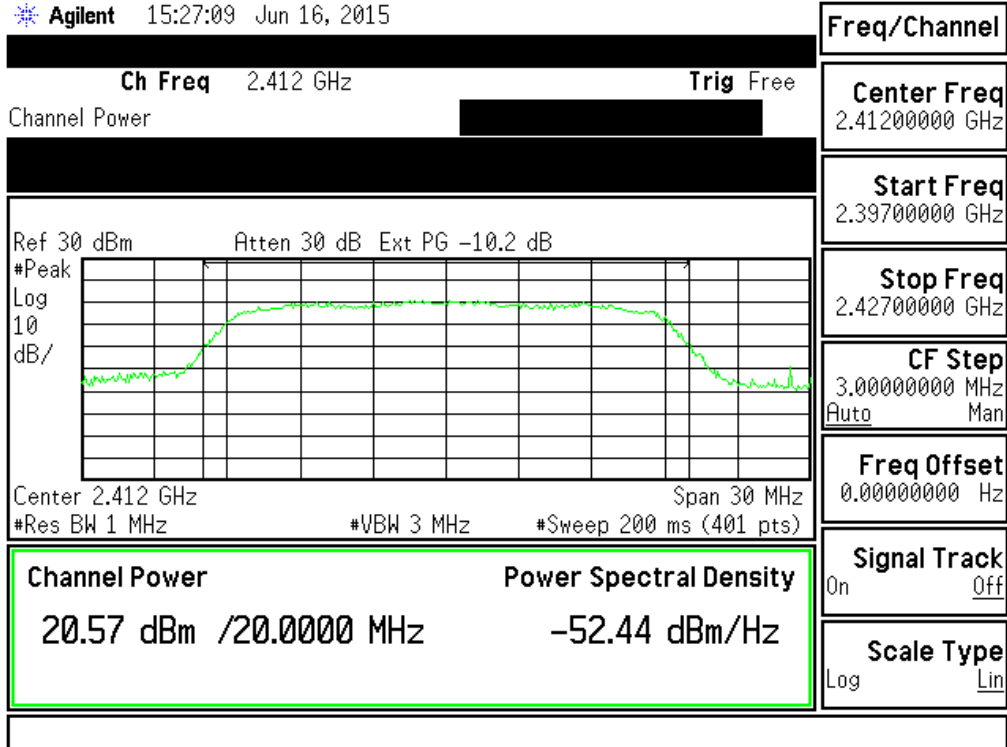 Agilent 15:27:09 Jun 16, 2015
Ch Freq 2.412 GHz Trig Free
Channel Power
Ref 30 dBm Atten 30 dB Ext PG −10.2 dB
#Peak
Log
10
dB/
Center 2.412 GHz Span 30 MHz
#Res BW 1 MHz #VBW 3 MHz #Sweep 200 ms (401 pts)
Channel Power Power Spectral Density
20.57 dBm /20.0000 MHz −52.44 dBm/Hz
Freq/Channel
Center Freq
2.41200000 GHz
Start Freq
2.39700000 GHz
Stop Freq
2.42700000 GHz
CF Step
3.00000000 MHz
Auto Man
Freq Offset
0.00000000 Hz
Signal Track
On Off
Scale Type
Log Lin